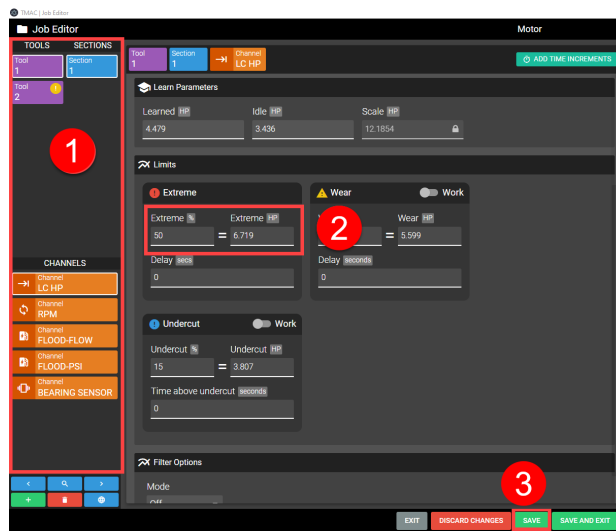 TMAC | Job Editor
Job Editor
Motor
TOOLS SECTIONS
Tool
1
Section
1
Tool
2
1
CHANNELS
Channel
LC HP
Channel
RPM
Channel
FLOOD-FLOW
Channel
FLOOD-PSI
Channel
BEARING SENSOR
Tool
1
Section
1
Channel
LC HP
ADD TIME INCREMENTS
Learn Parameters
Learned HP Idle HP Scale HP
4.479 3.436 12.1854
Limits
Extreme
Extreme % Extreme HP
50 = 6.719
Delay secs
0
Wear Work
2
Wear HP
= 5.599
Delay seconds
0
Undercut Work
Undercut % Undercut HP
15 = 3.807
Time above undercut seconds
0
Filter Options
Mode
Off
3
EXIT DISCARD CHANGES SAVE SAVE AND EXIT